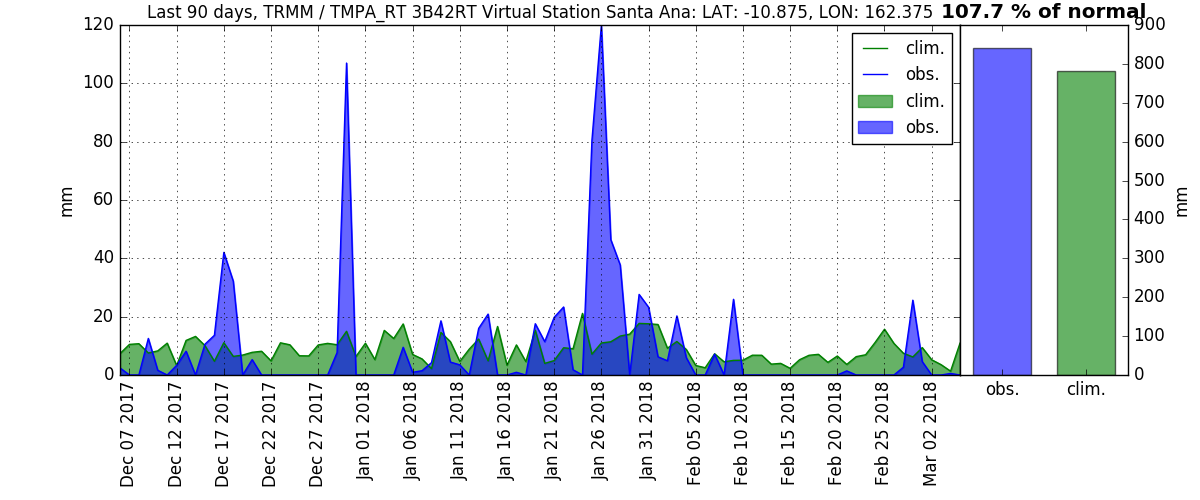 Last 90 days, TRMM / TMPA_RT 3B42RT Virtual Station Santa Ana: LAT: -10.875, LON: 162.375 107.7 % of normal
120
100
80
60
40
20
0
mm
clim.
obs.
clim.
obs.
900
800
700
600
500
400
300
200
100
0
mm
obs.
clim.
Dec 07 2017
Dec 12 2017
Dec 17 2017
Dec 22 2017
Dec 27 2017
Jan 01 2018
Jan 06 2018
Jan 11 2018
Jan 16 2018
Jan 21 2018
Jan 26 2018
Jan 31 2018
Feb 05 2018
Feb 10 2018
Feb 15 2018
Feb 20 2018
Feb 25 2018
Mar 02 2018